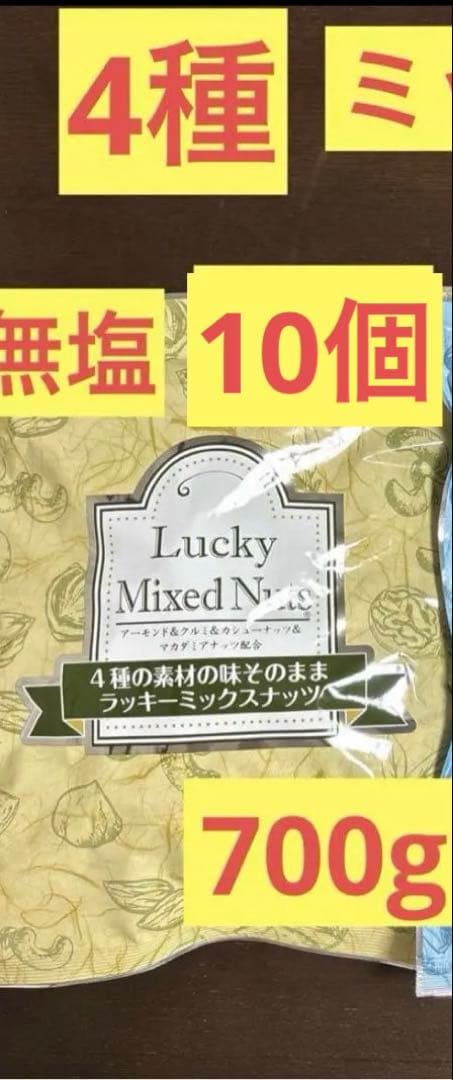 4種 ミッ
無塩 10個
Lucky
Mixed Nuts®
アーモンド&クルミ&カシューナッツ&
マカダミアナッツ配合
4種の素材の味そのまま
ラッキーミックスナッツ
700g